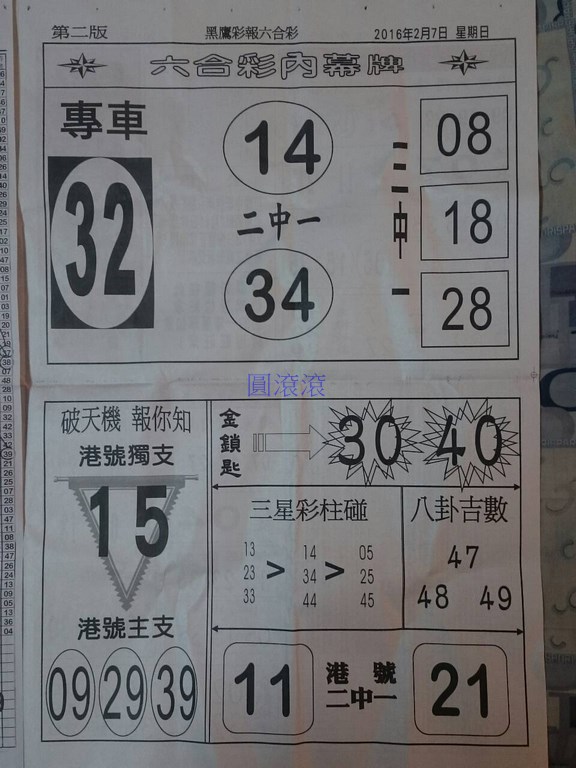 第二版 黑鷹彩報六合彩 2016年2月7日 星期日
六合彩內幕牌
專車
32
14
二中一
34
三中一
08
18
28
圓滾滾
破天機 報你知
港號獨支
15
港號主支
09 29 39
金鎖匙
30 40
三星彩柱碰
13 14 05
23 > 34 > 25
33 44 45
八卦吉數
47
48 49
11
港號
二中一
21